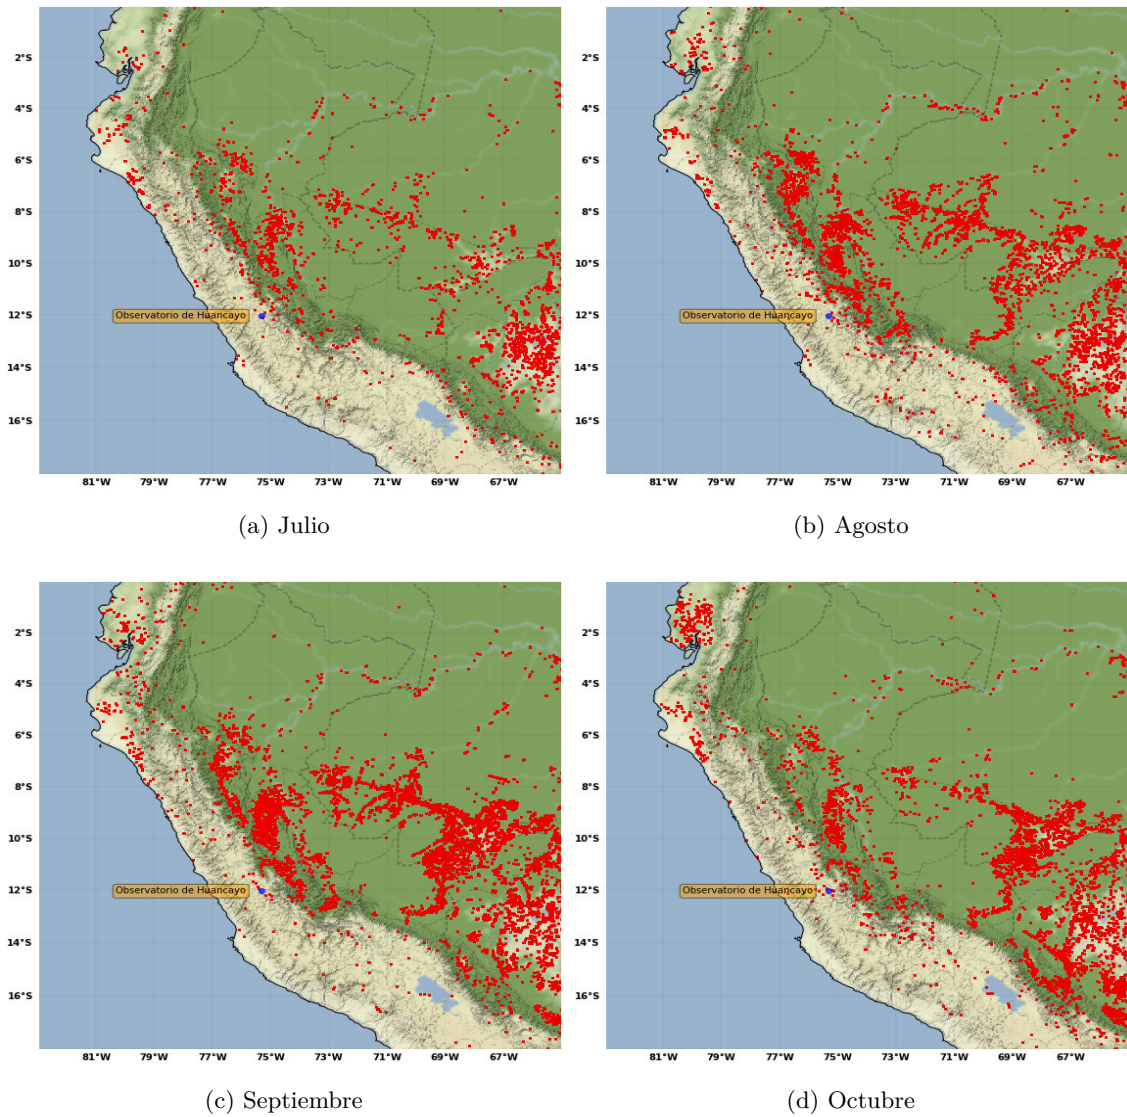 2°S
4°S
6°S
8°S
10°S
12°S
14°S
16°S
Observatorio de Huancayo
81°W 79°W 77°W 75°W 73°W 71°W 69°W 67°W
(a) Julio
2°S
4°S
6°S
8°S
10°S
12°S
14°S
16°S
Observatorio de Huancayo
81°W 79°W 77°W 75°W 73°W 71°W 69°W 67°W
(b) Agosto
2°S
4°S
6°S
8°S
10°S
12°S
14°S
16°S
Observatorio de Huancayo
81°W 79°W 77°W 75°W 73°W 71°W 69°W 67°W
(c) Septiembre
2°S
4°S
6°S
8°S
10°S
12°S
14°S
16°S
Observatorio de Huancayo
81°W 79°W 77°W 75°W 73°W 71°W 69°W 67°W
(d) Octubre